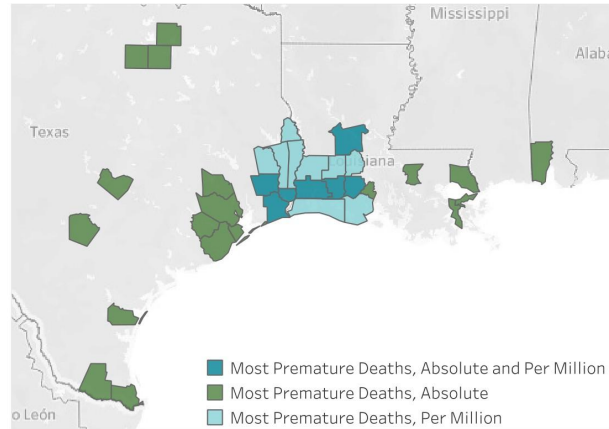 Mississippi
Alaba
Texas
Louisiana
Most Premature Deaths, Absolute and Per Million
Most Premature Deaths, Absolute
Most Premature Deaths, Per Million
o León